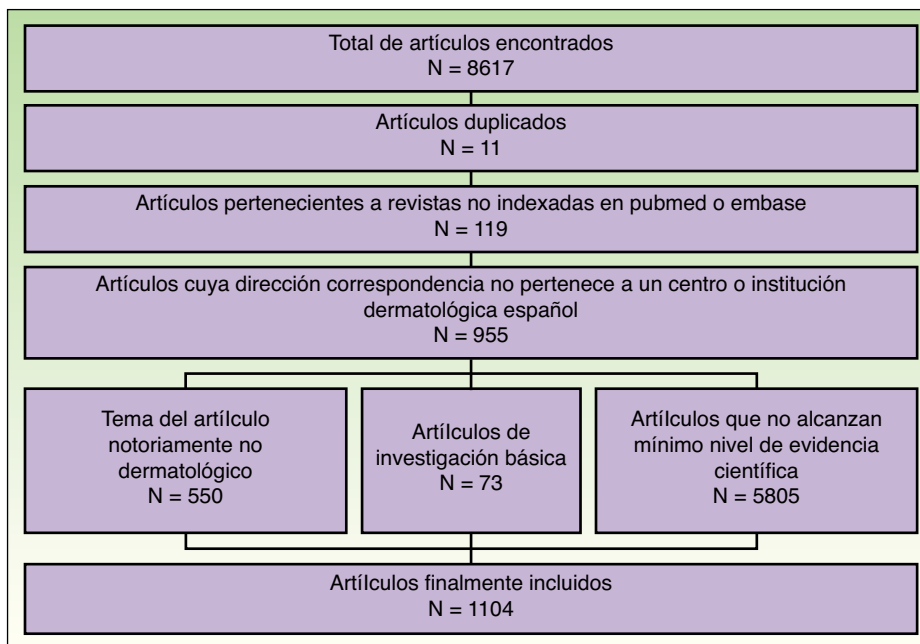 Total de artículos encontrados
N = 8617
Artículos duplicados
N = 11
Artículos pertenecientes a revistas no indexadas en pubmed o embase
N = 119
Artículos cuya dirección correspondencia no pertenece a un centro o institución
dermatológica español
N = 955
Tema del artílculo
notoriamente no
dermatológico
N = 550
Artílculos de
investigación básica
N = 73
Artílculos que no alcanzan
mínimo nivel de evidencia
científica
N = 5805
Artílculos finalmente incluidos
N = 1104